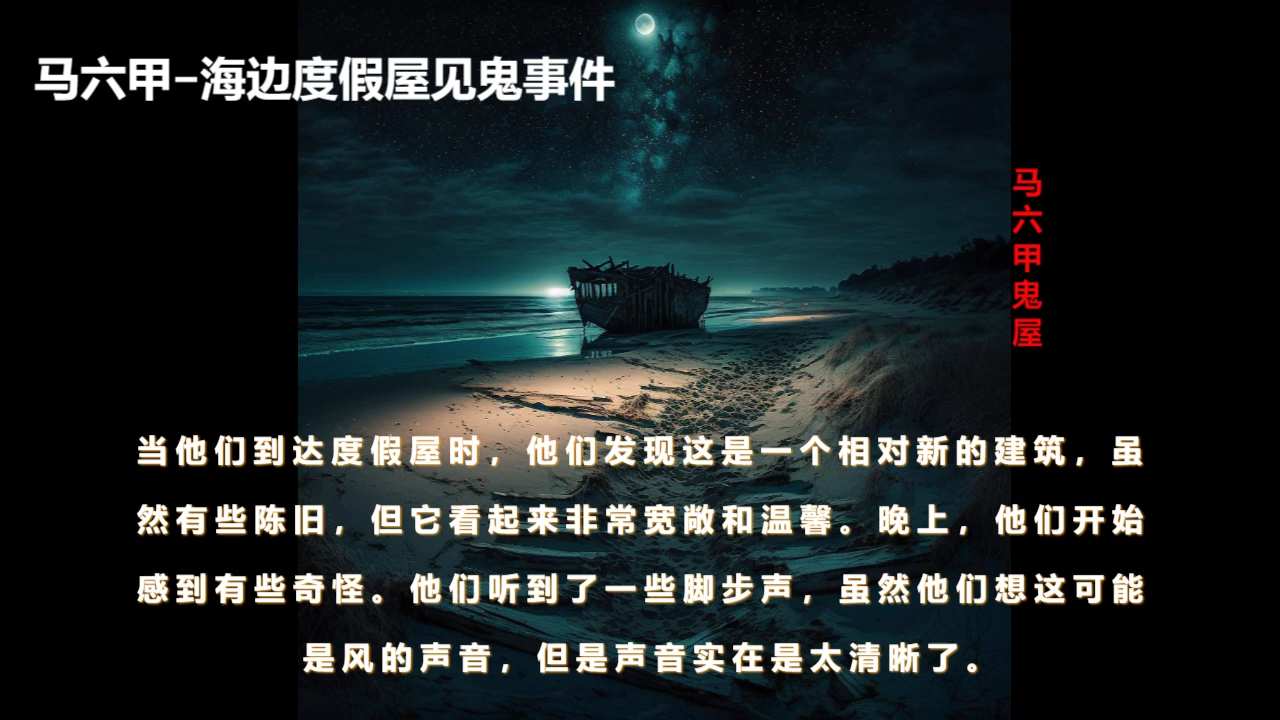 马六甲-海边度假屋见鬼事件
马六甲鬼屋
当他们到达度假屋时，他们发现这是一个相对新的建筑，虽
然有些陈旧，但它看起来非常宽敞和温馨。晚上，他们开始
感到有些奇怪。他们听到了一些脚步声，虽然他们想这可能
是风的声音，但是声音实在是太清晰了。